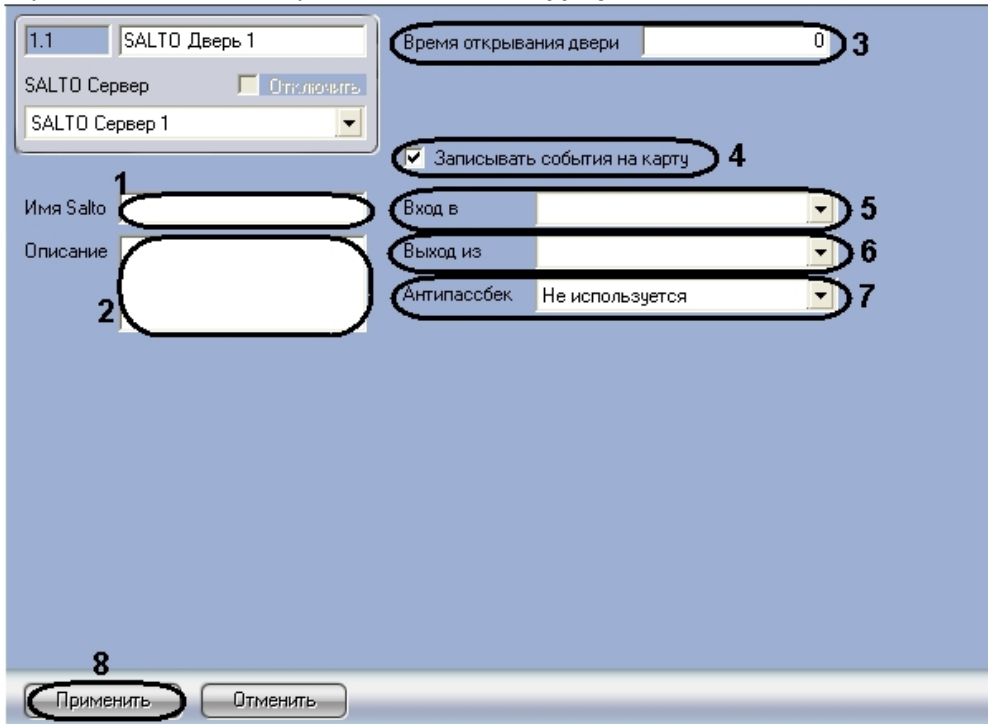 1.1 SALTO Дверь 1
SALTO Сервер Отключить
SALTO Сервер 1
Время открывания двери 0 3
Записывать события на карту 4
1
Имя Salto
Описание
2
Вход в 5
Выход из 6
Антипассбек Не используется 7
8
Применить Отменить